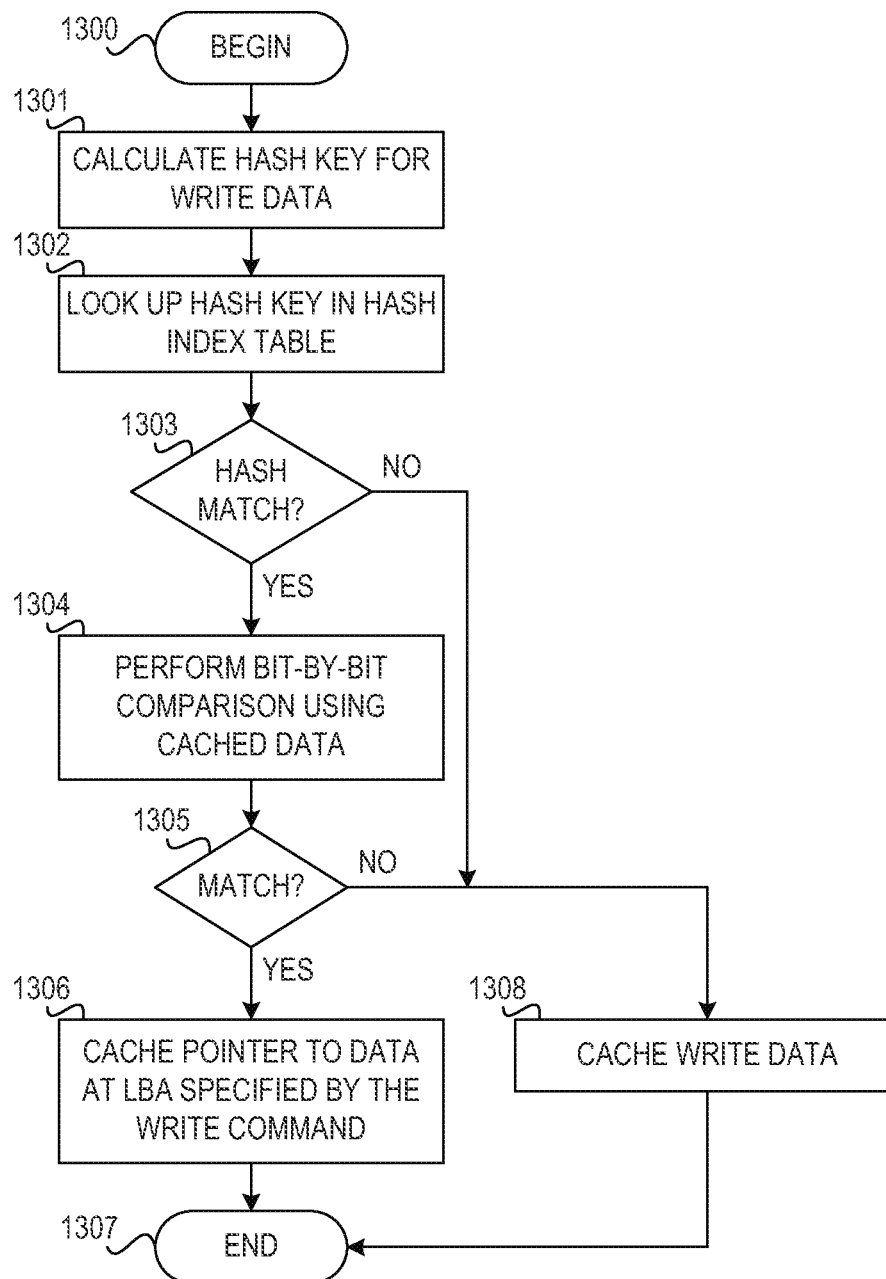 1300
BEGIN
1301
CALCULATE HASH KEY FOR
WRITE DATA
1302
LOOK UP HASH KEY IN HASH
INDEX TABLE
1303
HASH
MATCH?
NO
YES
1304
PERFORM BIT-BY-BIT
COMPARISON USING
CACHED DATA
1305
MATCH?
NO
YES
1306
CACHE POINTER TO DATA
AT LBA SPECIFIED BY THE
WRITE COMMAND
1308
CACHE WRITE DATA
1307
END